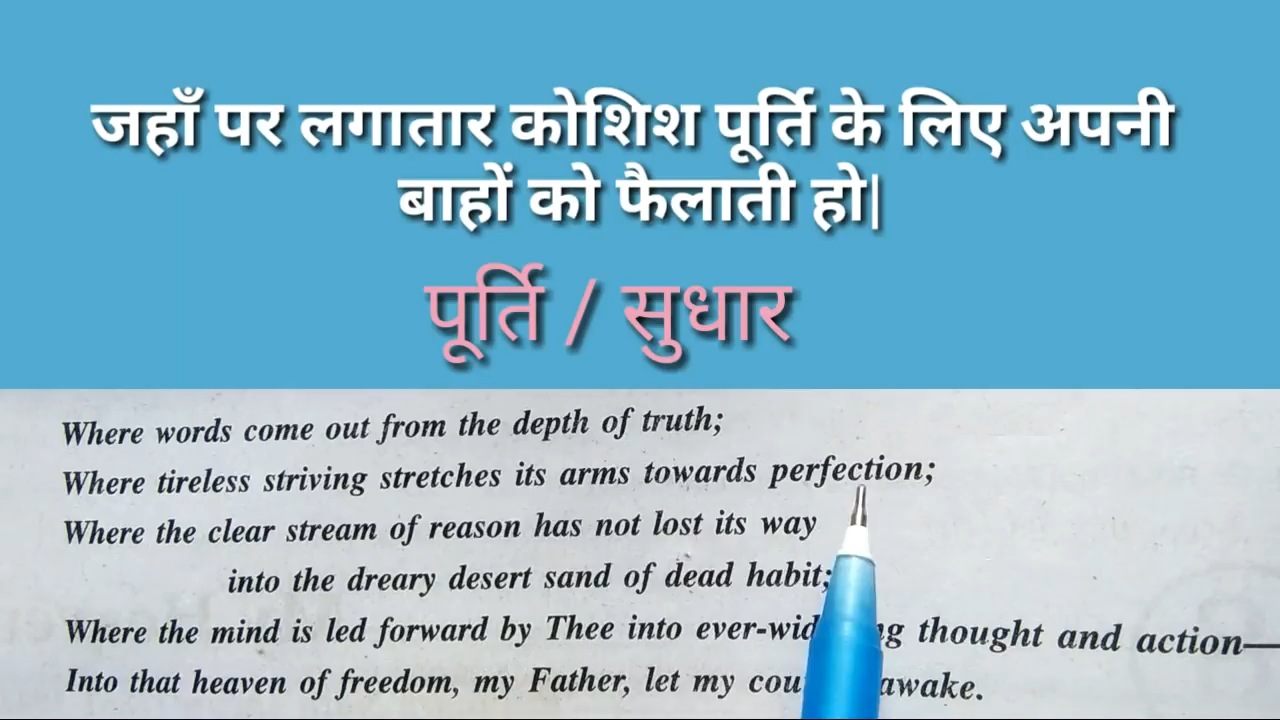 जहाँ पर लगातार कोशिश पूर्ति के लिए अपनी
बाहों को फैलाती हो|
पूर्ति / सुधार
Where words come out from the depth of truth;
Where tireless striving stretches its arms towards perfection;
Where the clear stream of reason has not lost its way
into the dreary desert sand of dead habit;
Where the mind is led forward by Thee into thought and action—
Into that heaven of freedom, my Father, let my awake.